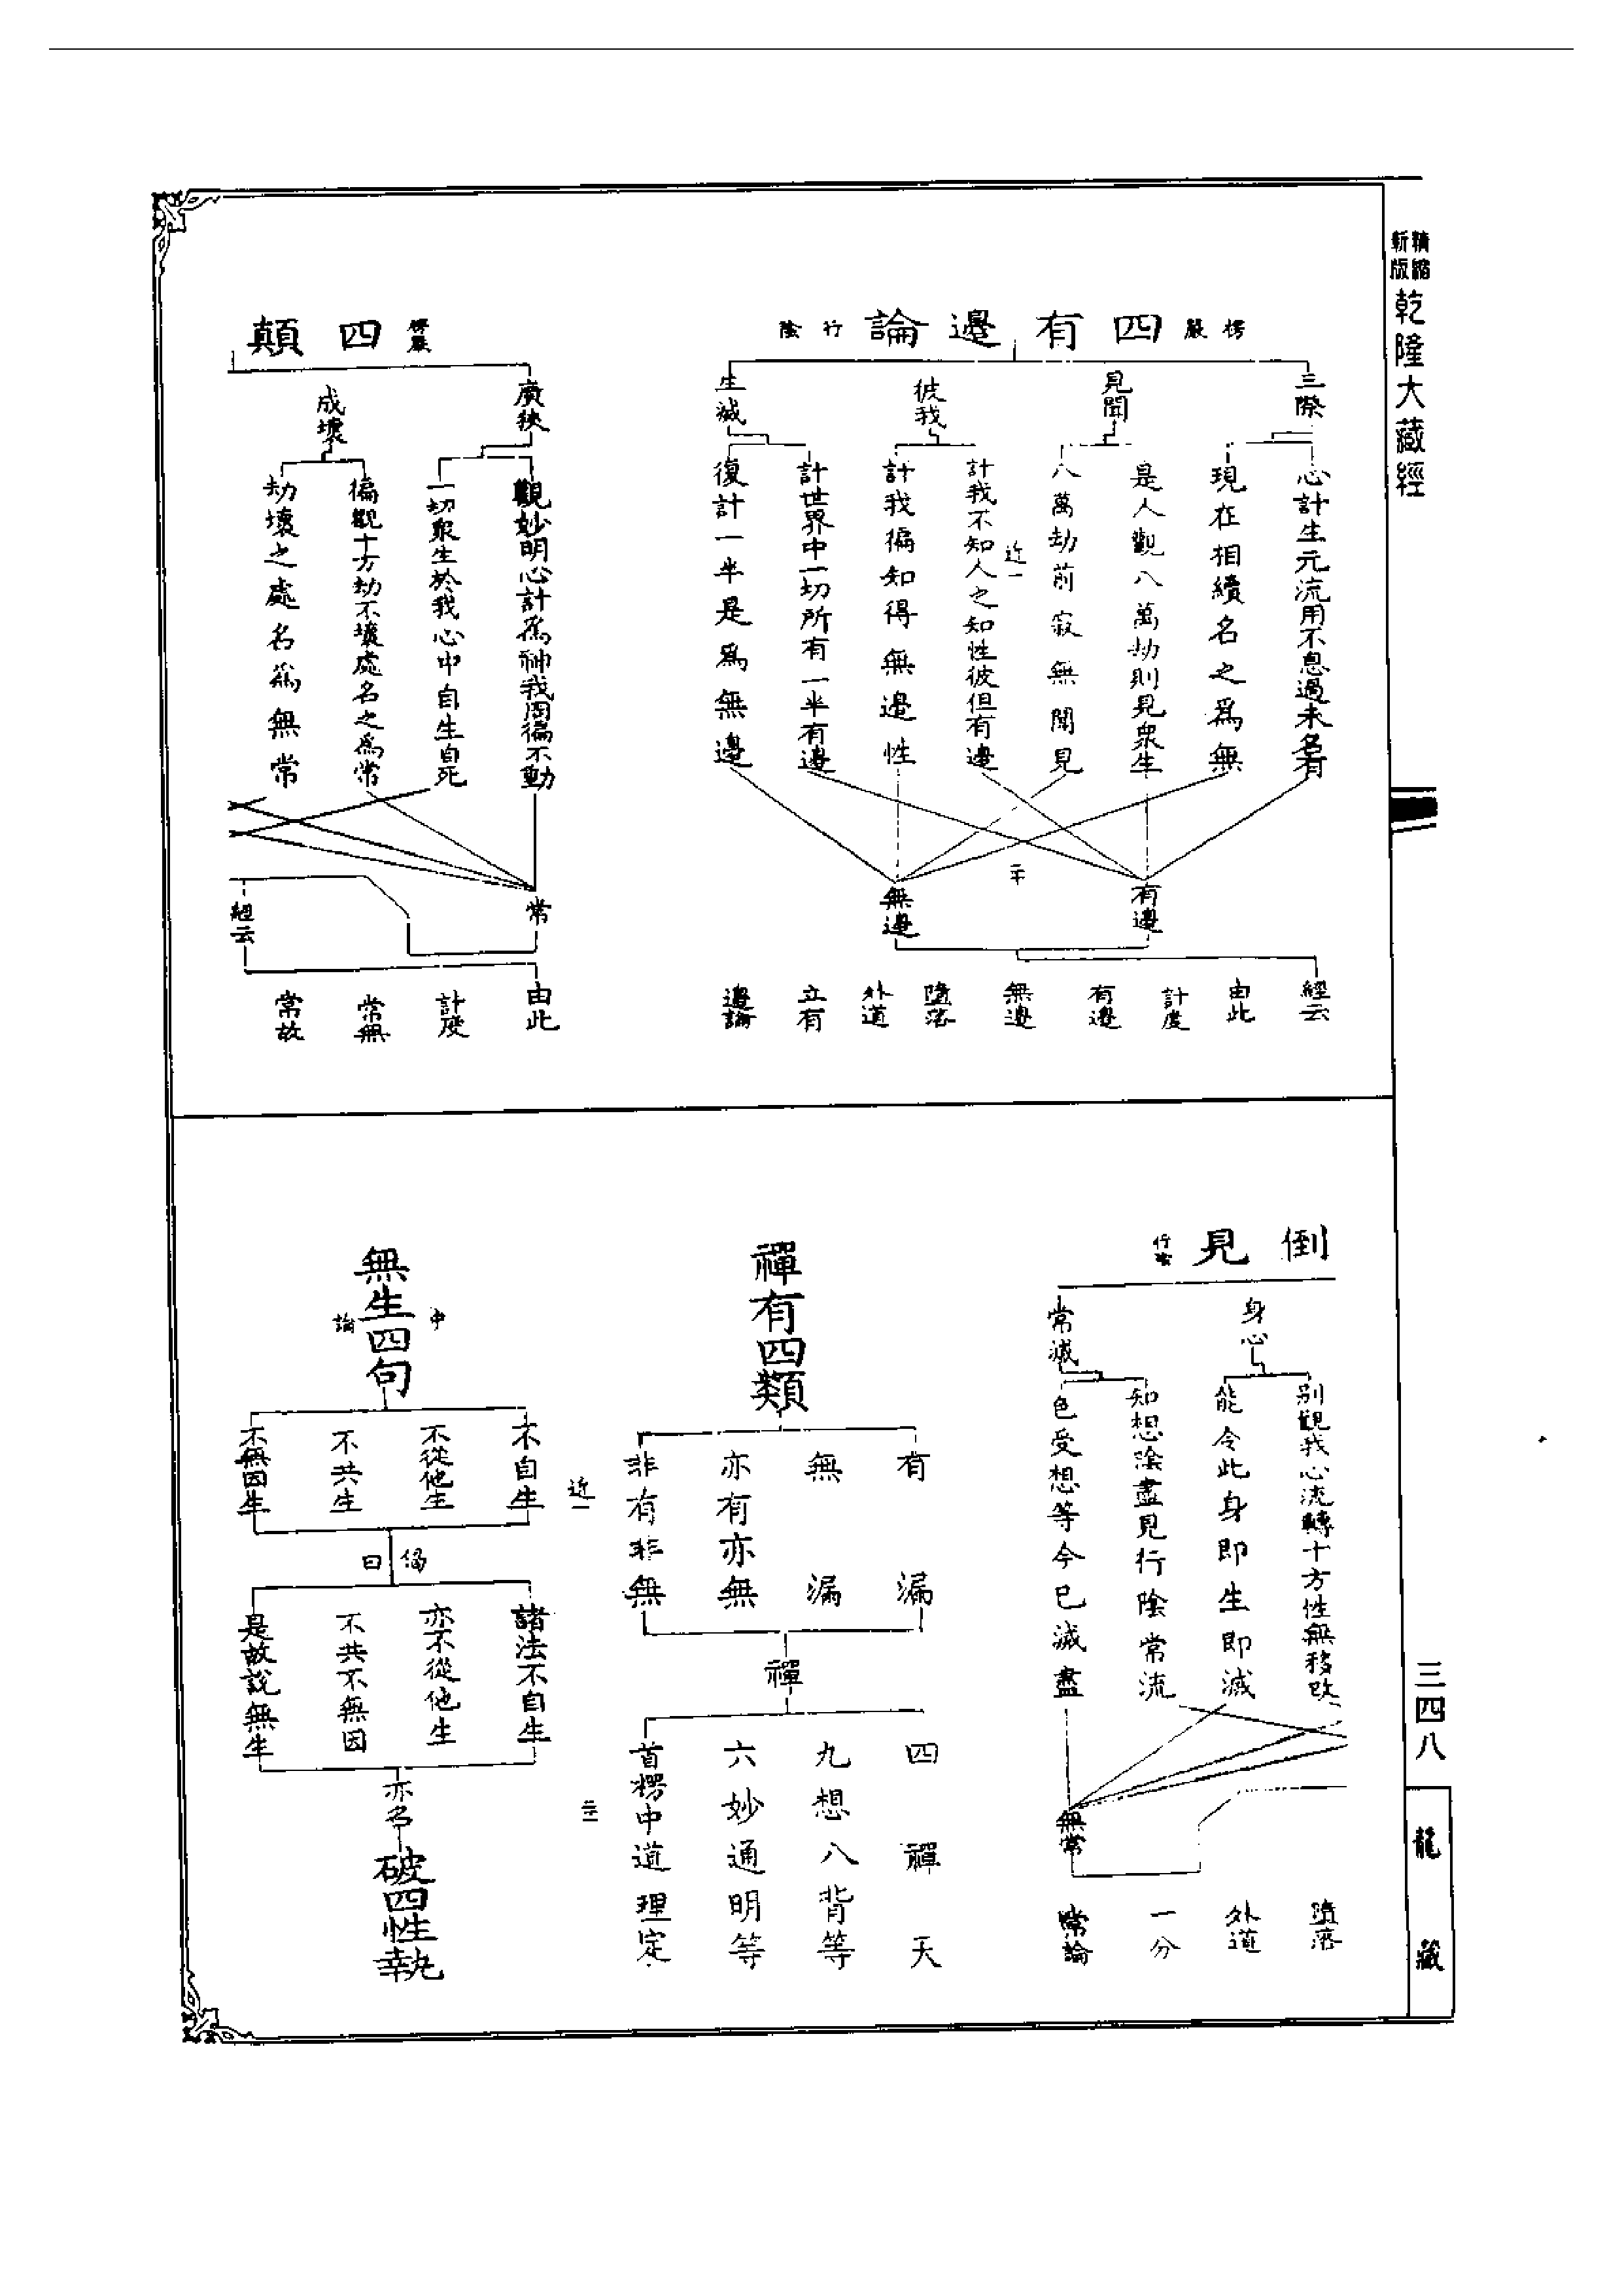 精縮
新版
乾隆大藏經
楞嚴
四有邊論
行陰
三際
見聞
彼我
生滅
心計生元流用不息過未名有
現在相續名之為無
是人觀八萬劫則見眾生
八萬劫前寂無聞見
近一
計我不知人之知性彼但有邊
計我徧知得無邊性
計世界中一切所有一半有邊
復計一半是為無邊
有邊
二十
無邊
經云
由此
計度
有邊
無邊
墮落
外道
立有
邊論
楞嚴
四顛
廣狹
成壞
觀妙明心計為神我周徧不動
一切眾生於我心中自生自死
徧觀十方劫不壞處名之為常
劫壞之處名為無常
常
經云
由此
計度
常無
常故
倒見
行陰
身心
常滅
別觀我心流轉十方性無移改
能令此身即生即滅
知想陰盡見行陰常流
色受想等今已滅盡
無常
墮落
外道
一分
常論
禪有四類
有漏
無漏
亦有亦無
非有非無
禪
四禪天
九想八背等
六妙通明等
首楞中道理定
近一
中論
無生四句
不自生
不從他生
不共生
不無因生
偈曰
諸法不自生
亦不從他生
不共不無因
是故說無生
亦名
破四性執
三四八
龍藏